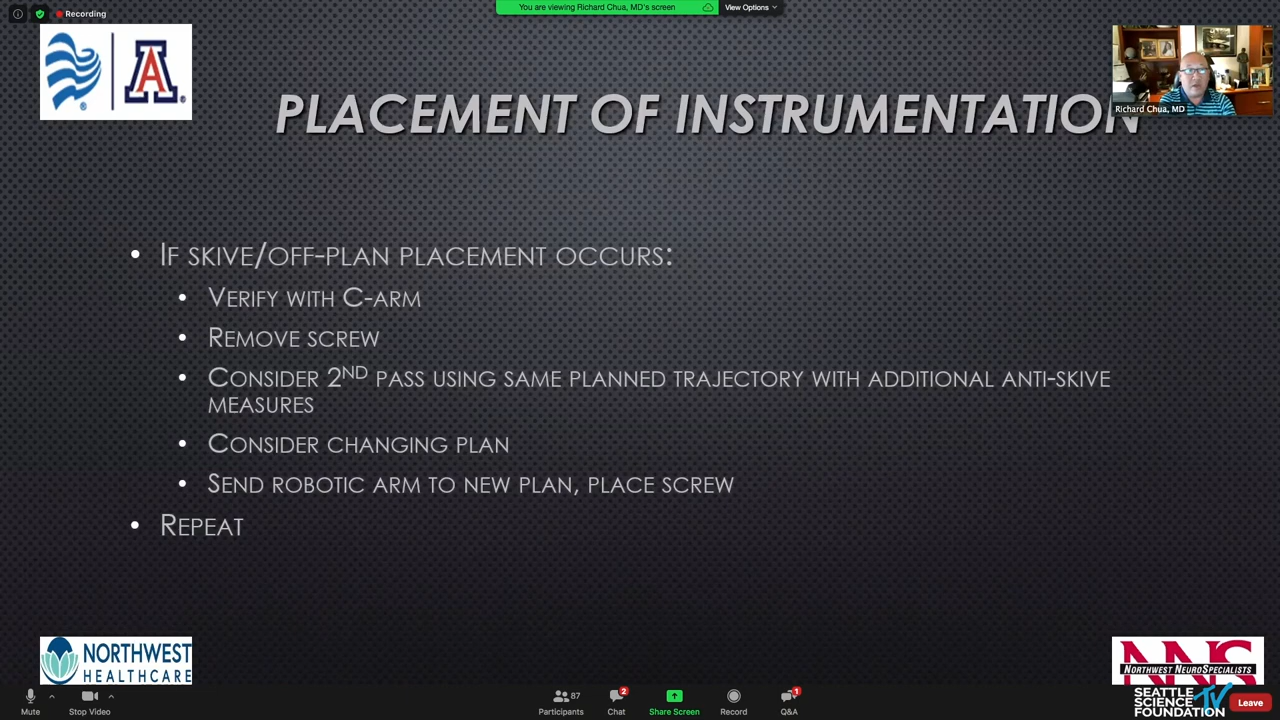 Recording
You are viewing Richard Chua, MD's screen
View Options
A
Richard Chua, MD
PLACEMENT OF INSTRUMENTATION
• IF SKIVE/OFF-PLAN PLACEMENT OCCURS:
• VERIFY WITH C-ARM
• REMOVE SCREW
• CONSIDER 2ND PASS USING SAME PLANNED TRAJECTORY WITH ADDITIONAL ANTI-SKIVE
MEASURES
• CONSIDER CHANGING PLAN
• SEND ROBOTIC ARM TO NEW PLAN, PLACE SCREW
• REPEAT
NORTHWEST
HEALTHCARE
NNS
NORTHWEST NEUROSPECIALISTS
SEATTLE
SCIENCE
FOUNDATION
TV
Mute
Stop Video
87
Participants
2
Chat
Share Screen
Record
1
Q&A
Leave